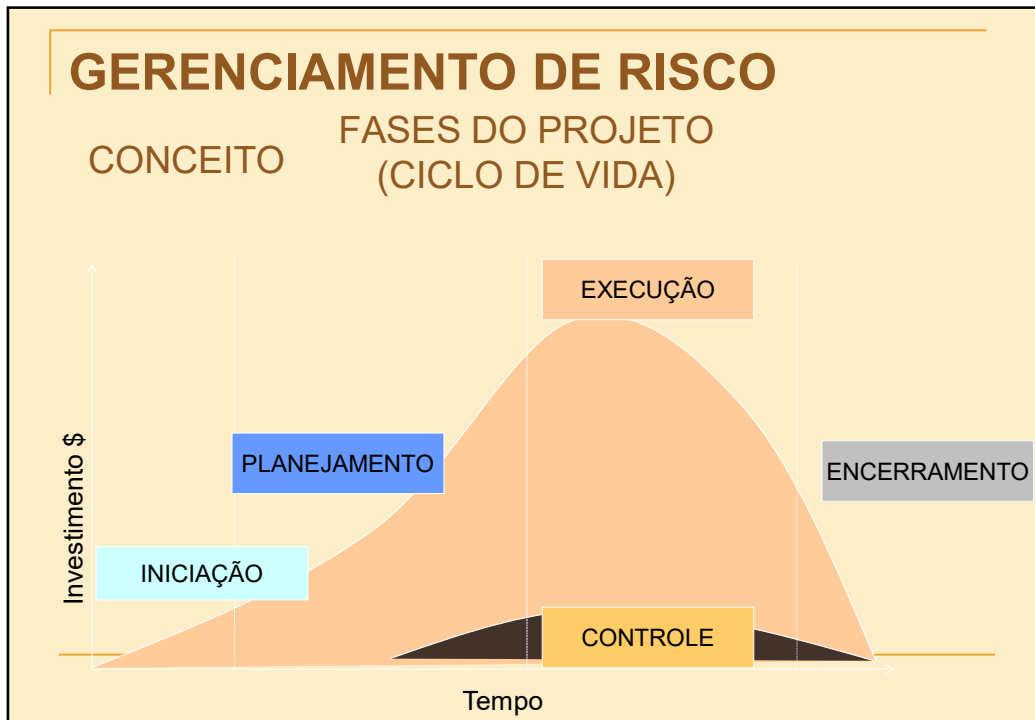 GERENCIAMENTO DE RISCO
CONCEITO
FASES DO PROJETO
(CICLO DE VIDA)
EXECUÇÃO
PLANEJAMENTO
ENCERRAMENTO
INICIAÇÃO
CONTROLE
Investimento $
Tempo